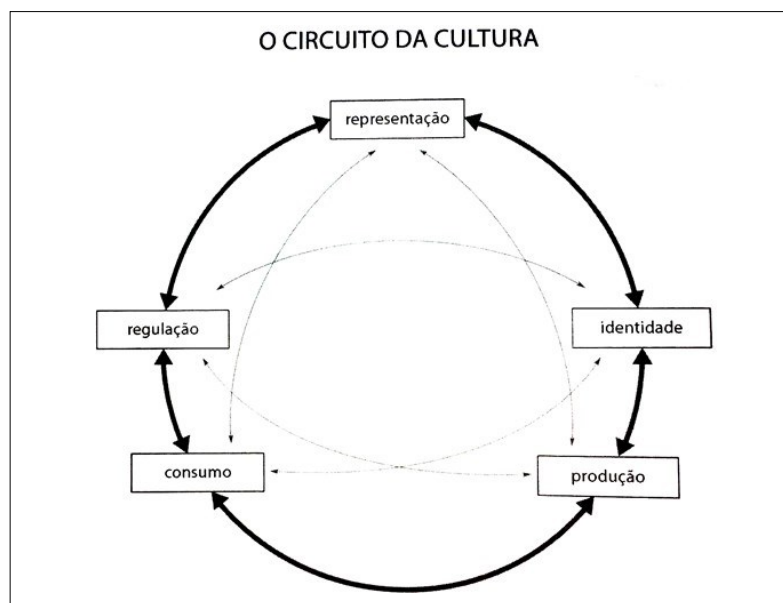 O CIRCUITO DA CULTURA
representação
regulação
identidade
consumo
produção